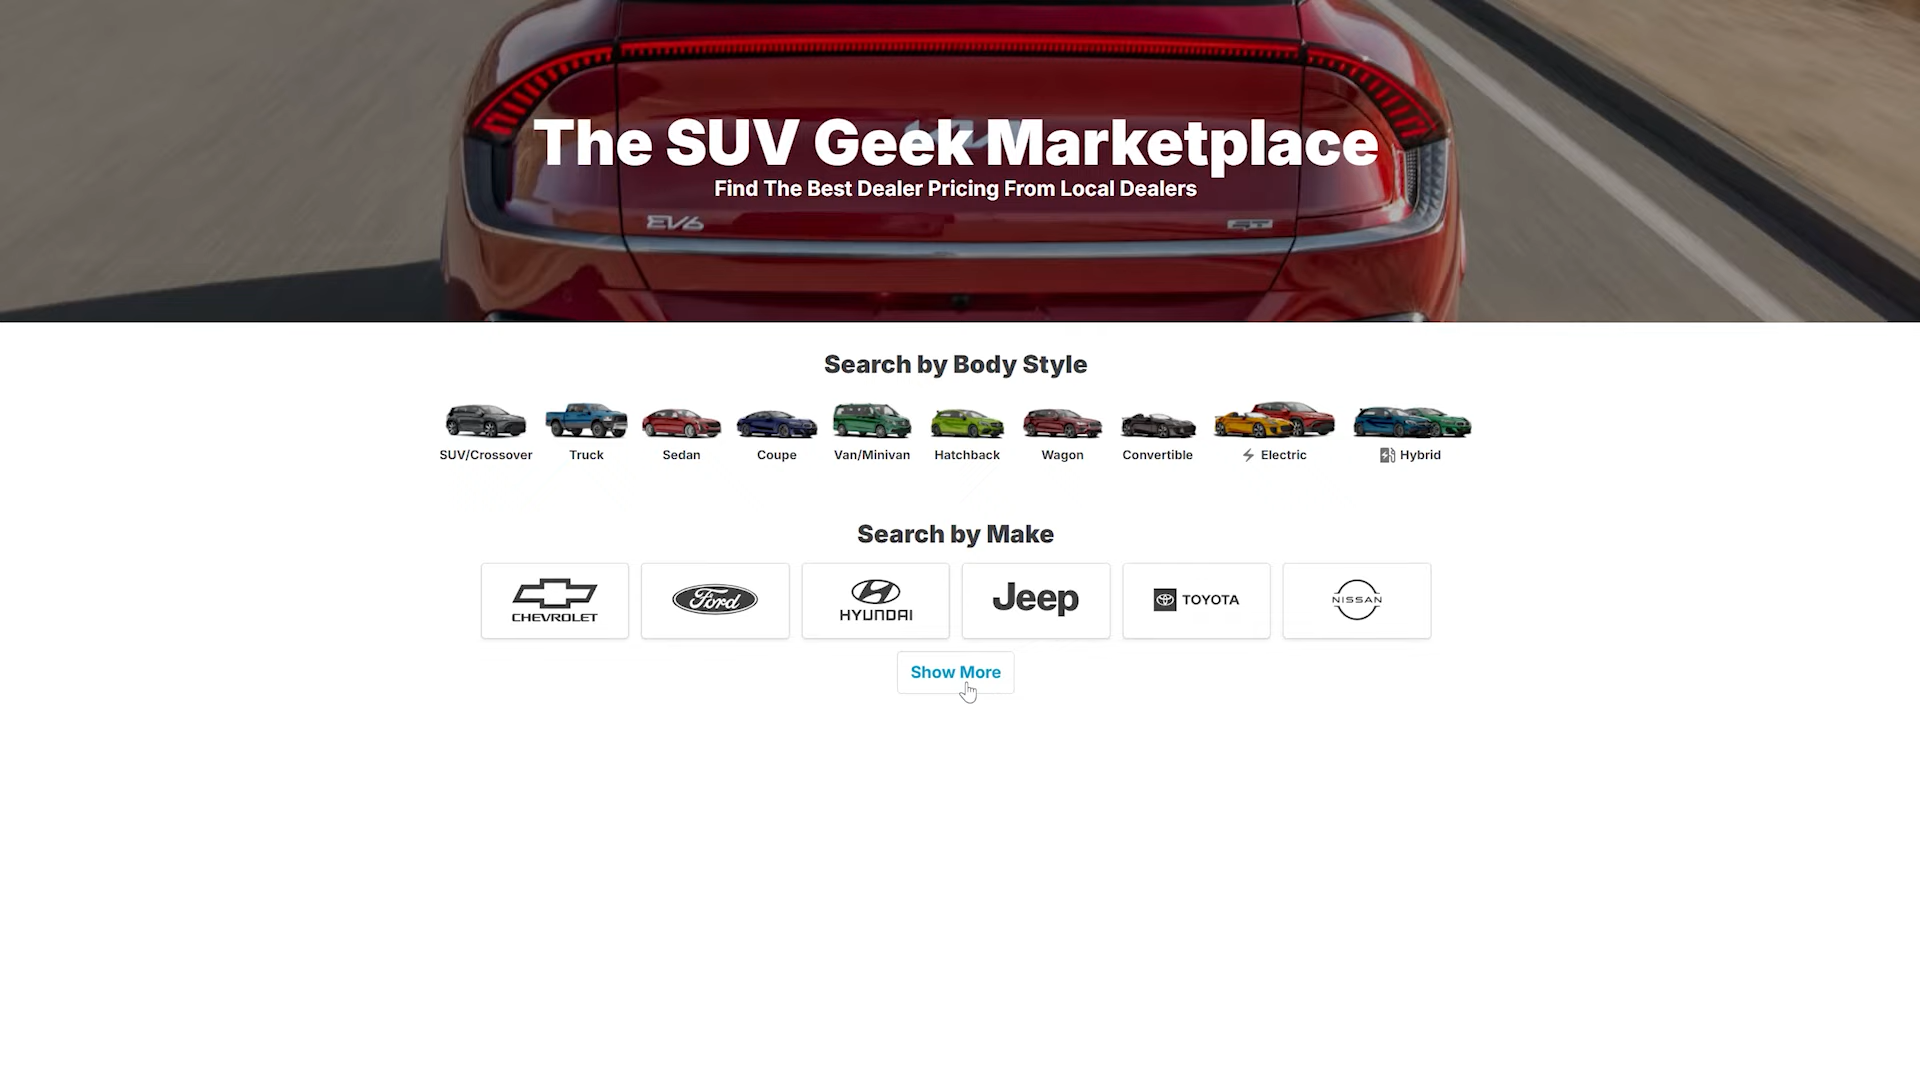 The SUV Geek Marketplace
Find The Best Dealer Pricing From Local Dealers
EV6 GT
Search by Body Style
SUV/Crossover Truck Sedan Coupe Van/Minivan Hatchback Wagon Convertible Electric Hybrid
Search by Make
CHEVROLET Ford HYUNDAI Jeep TOYOTA NISSAN
Show More